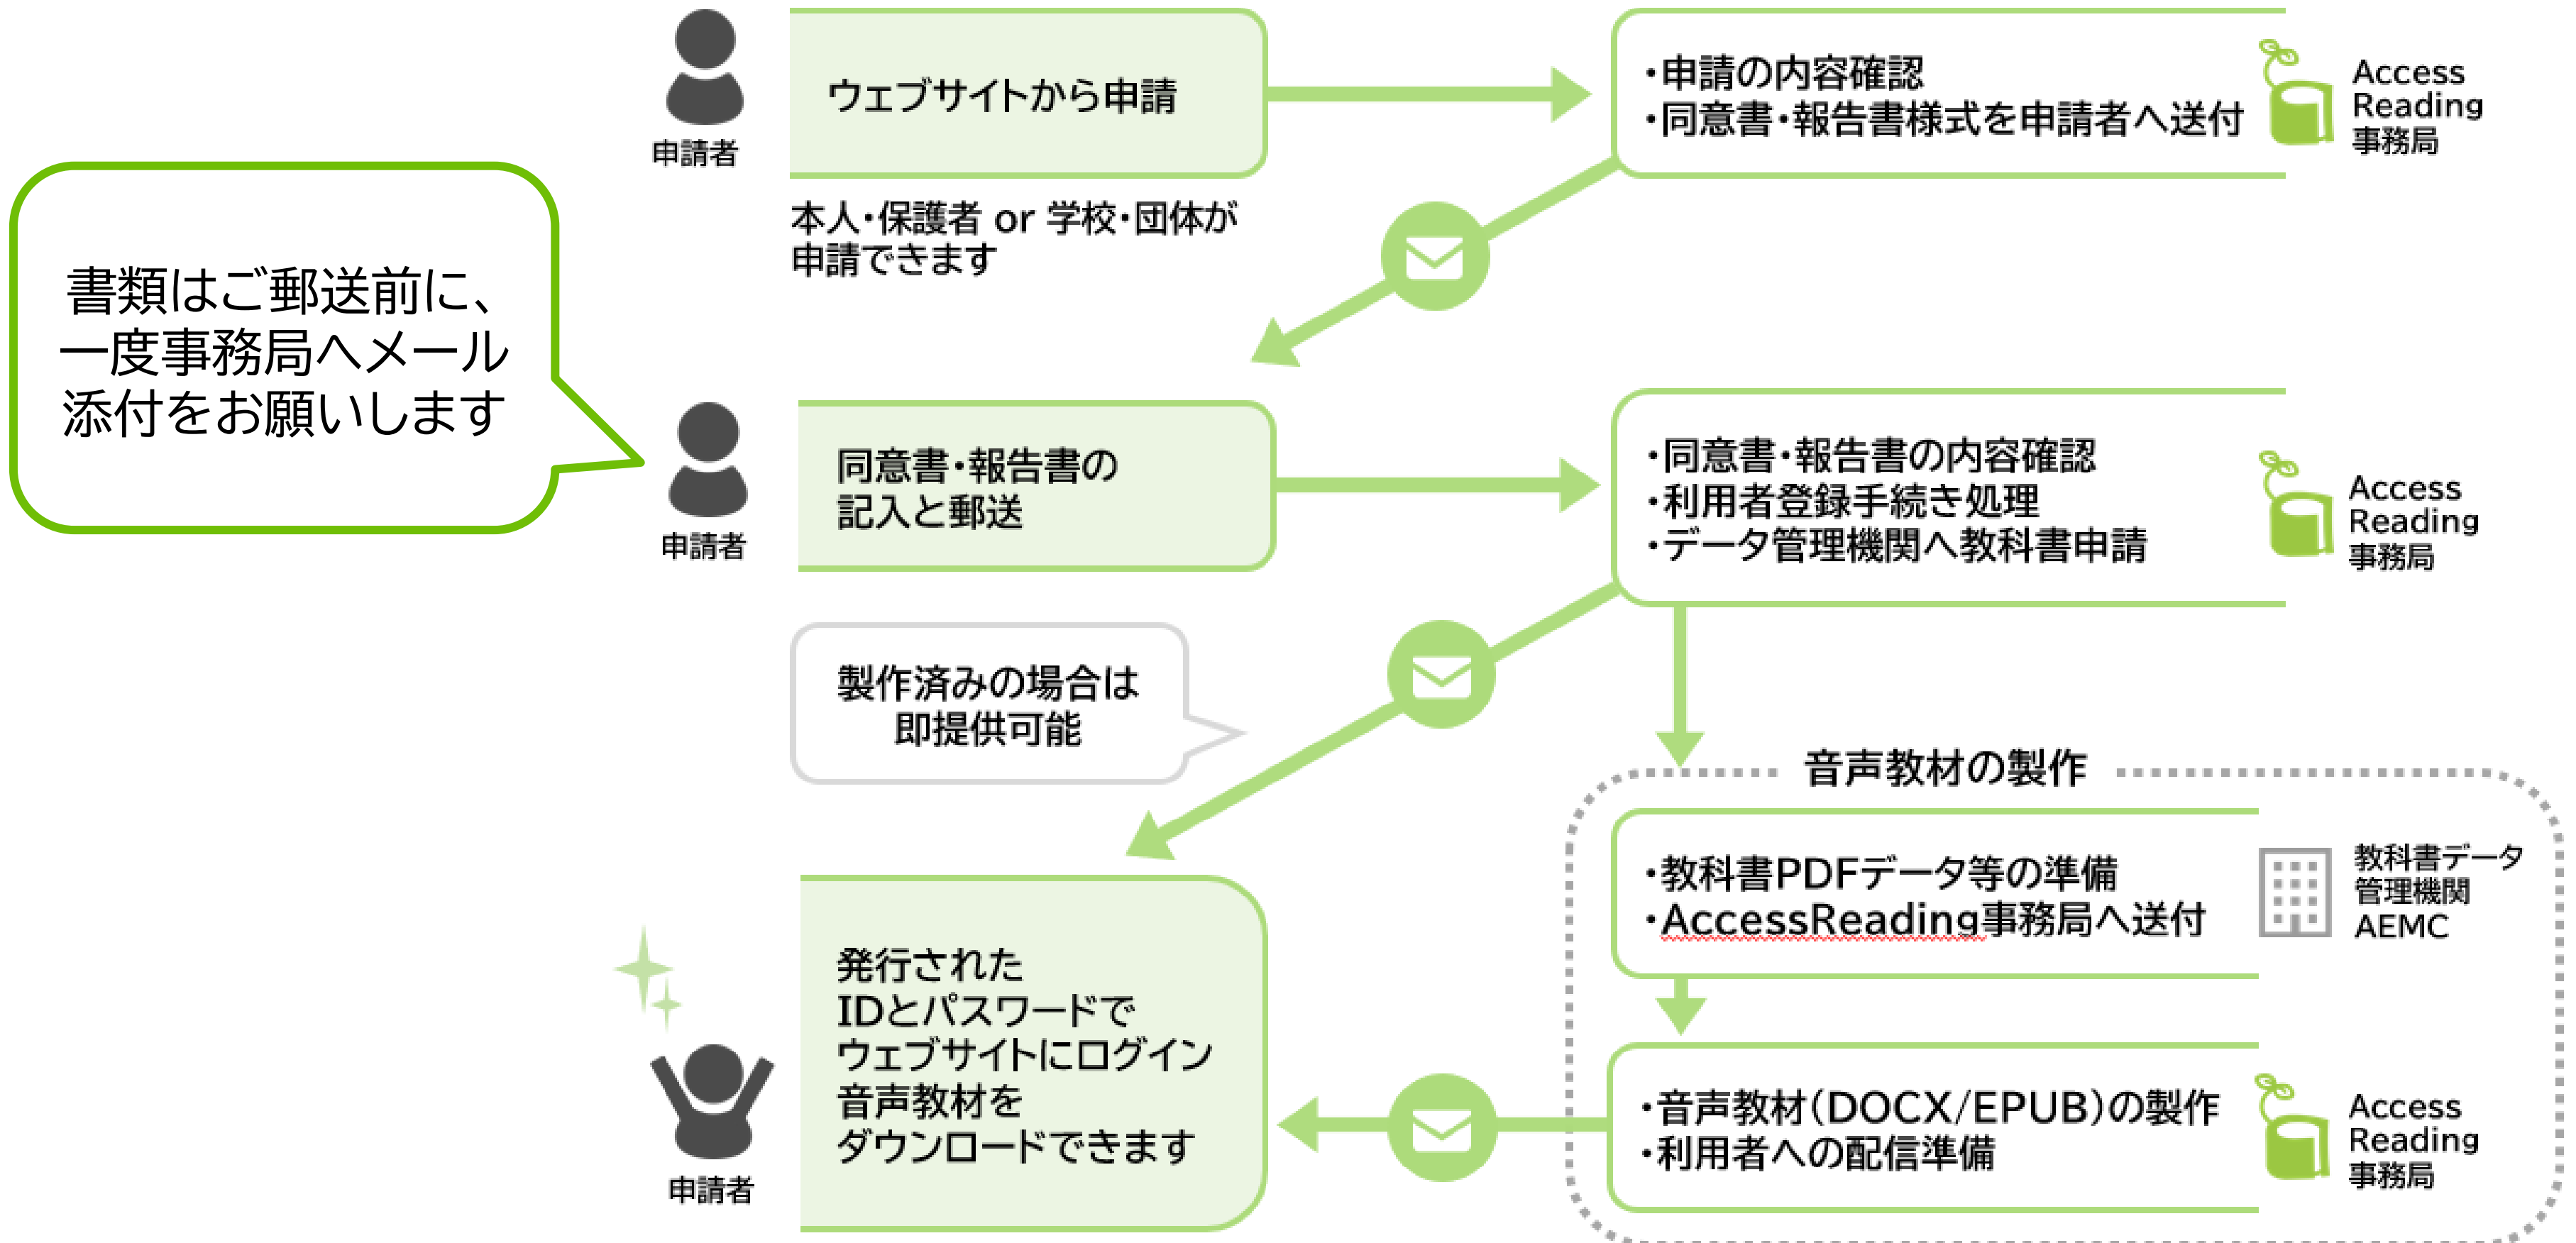 申請者
ウェブサイトから申請
本人・保護者 or 学校・団体が
申請できます
・申請の内容確認
・同意書・報告書様式を申請者へ送付
Access
Reading
事務局
書類はご郵送前に、
一度事務局へメール
添付をお願いします
申請者
同意書・報告書の
記入と郵送
・同意書・報告書の内容確認
・利用者登録手続き処理
・データ管理機関へ教科書申請
Access
Reading
事務局
製作済みの場合は
即提供可能
音声教材の製作
・教科書PDFデータ等の準備
・AccessReading事務局へ送付
教科書データ
管理機関
AEMC
・音声教材（DOCX/EPUB）の製作
・利用者への配信準備
Access
Reading
事務局
申請者
発行された
IDとパスワードで
ウェブサイトにログイン
音声教材を
ダウンロードできます